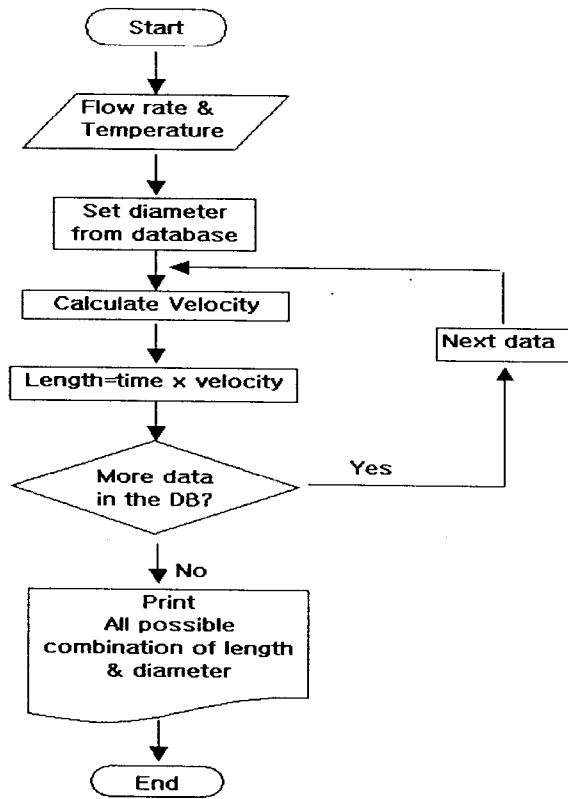 Start
Flow rate &
Temperature
Set diameter
from database
Calculate Velocity
Next data
Length=time x velocity
More data
in the DB?
Yes
No
Print
All possible
combination of length
& diameter
End